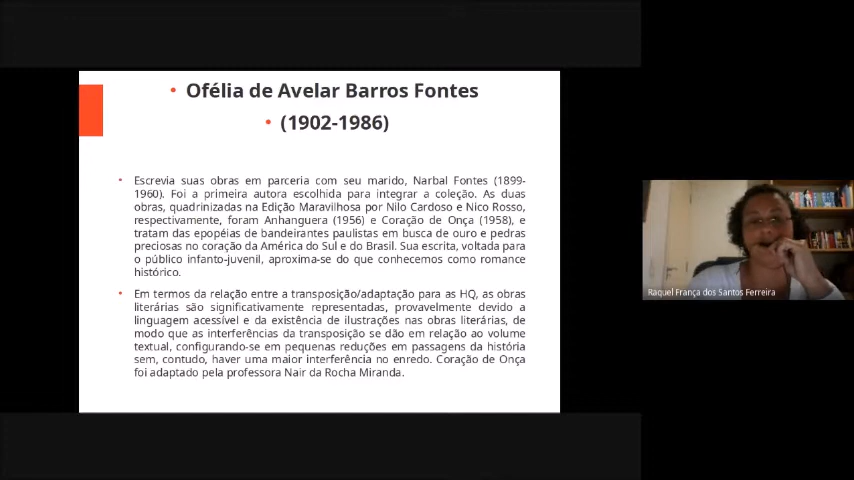 • Ofélia de Avelar Barros Fontes
• (1902-1986)
• Escrevia suas obras em parceria com seu marido, Narbal Fontes (1899-
1960). Foi a primeira autora escolhida para integrar a coleção. As duas
obras, quadrinizadas na Edição Maravilhosa por Nilo Cardoso e Nico Rosso,
respectivamente, foram Anhanguera (1956) e Coração de Onça (1958), e
tratam das epopéias de bandeirantes paulistas em busca de ouro e pedras
preciosas no coração da América do Sul e do Brasil. Sua escrita, voltada para
o público infanto-juvenil, aproxima-se do que conhecemos como romance
histórico.
• Em termos da relação entre a transposição/adaptação para as HQ, as obras
literárias são significativamente representadas, provavelmente devido a
linguagem acessível e da existência de ilustrações nas obras literárias, de
modo que as interferências da transposição se dão em relação ao volume
textual, configurando-se em pequenas reduções em passagens da história
sem, contudo, haver uma maior interferência no enredo. Coração de Onça
foi adaptado pela professora Nair da Rocha Miranda.
Raquel França dos Santos Ferreira